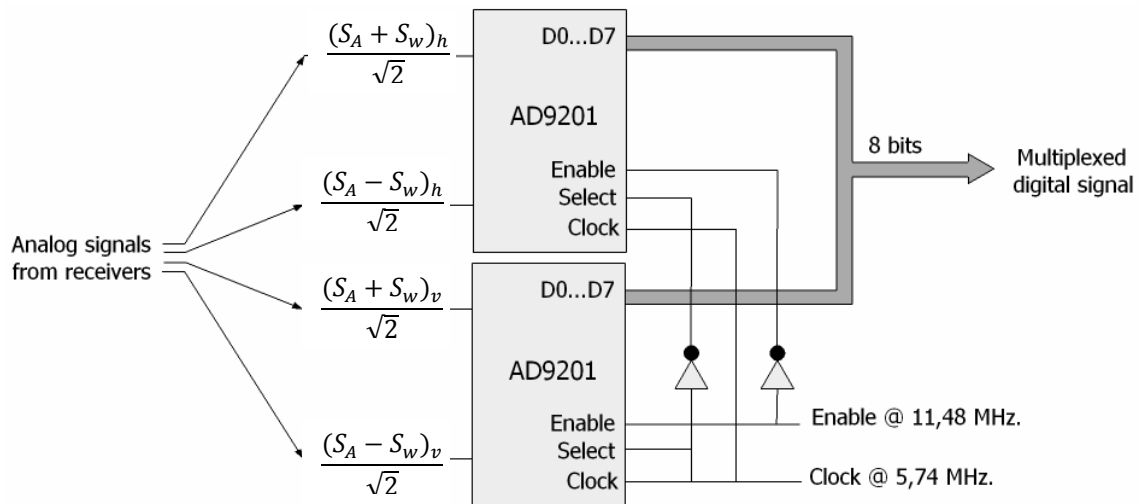 (S_A + S_w)_h / √2
D0...D7
AD9201
8 bits
Multiplexed
digital signal
Enable
Select
Clock
(S_A − S_w)_h / √2
Analog signals
from receivers
(S_A + S_w)_v / √2
D0...D7
AD9201
Enable
Select
Clock
(S_A − S_w)_v / √2
Enable @ 11,48 MHz.
Clock @ 5,74 MHz.